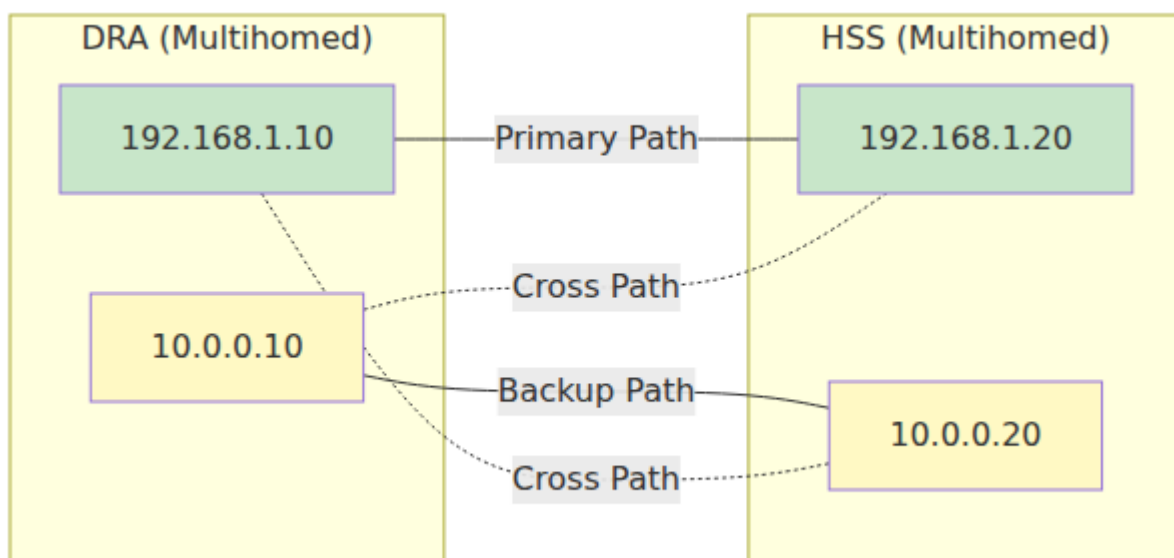 DRA (Multihomed)
HSS (Multihomed)
192.168.1.10
Primary Path
192.168.1.20
Cross Path
10.0.0.10
Backup Path
10.0.0.20
Cross Path